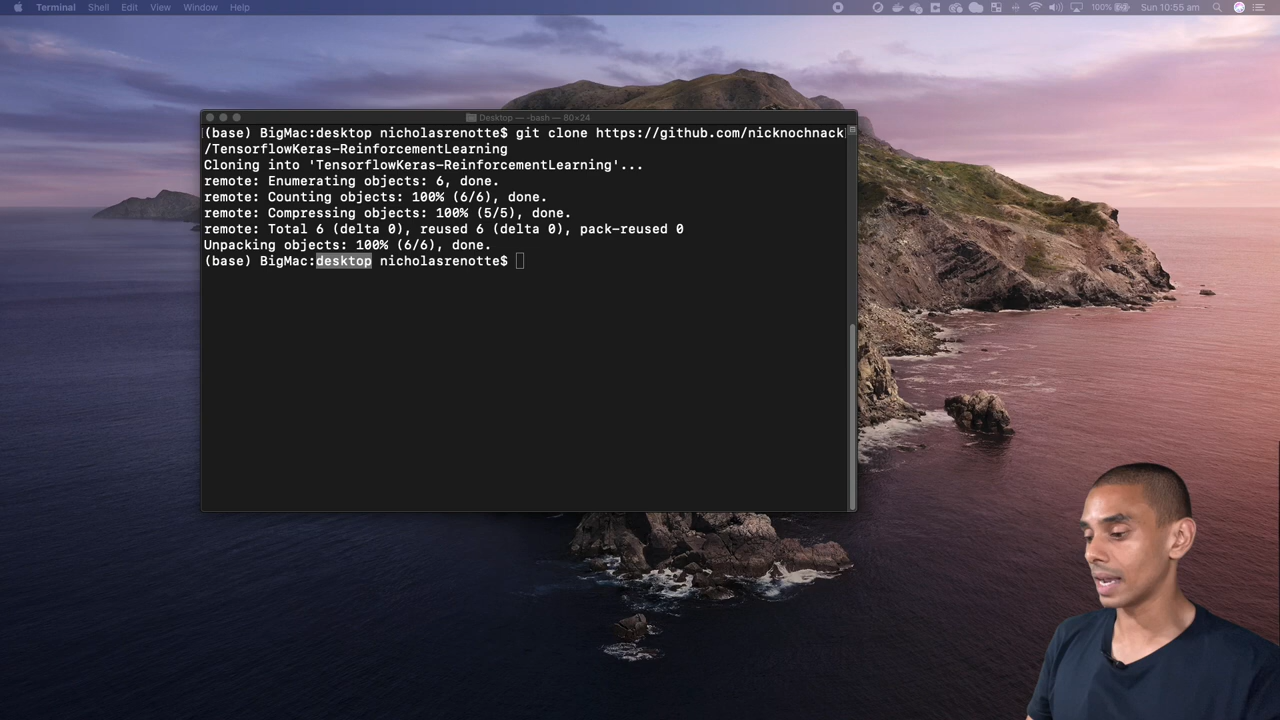 Terminal Shell Edit View Window Help 100% Sun 10:55 am
Desktop — -bash — 80×24
(base) BigMac:desktop nicholasrenotte$ git clone https://github.com/nicknochnack
/TensorflowKeras-ReinforcementLearning
Cloning into 'TensorflowKeras-ReinforcementLearning'...
remote: Enumerating objects: 6, done.
remote: Counting objects: 100% (6/6), done.
remote: Compressing objects: 100% (5/5), done.
remote: Total 6 (delta 0), reused 6 (delta 0), pack-reused 0
Unpacking objects: 100% (6/6), done.
(base) BigMac:desktop nicholasrenotte$